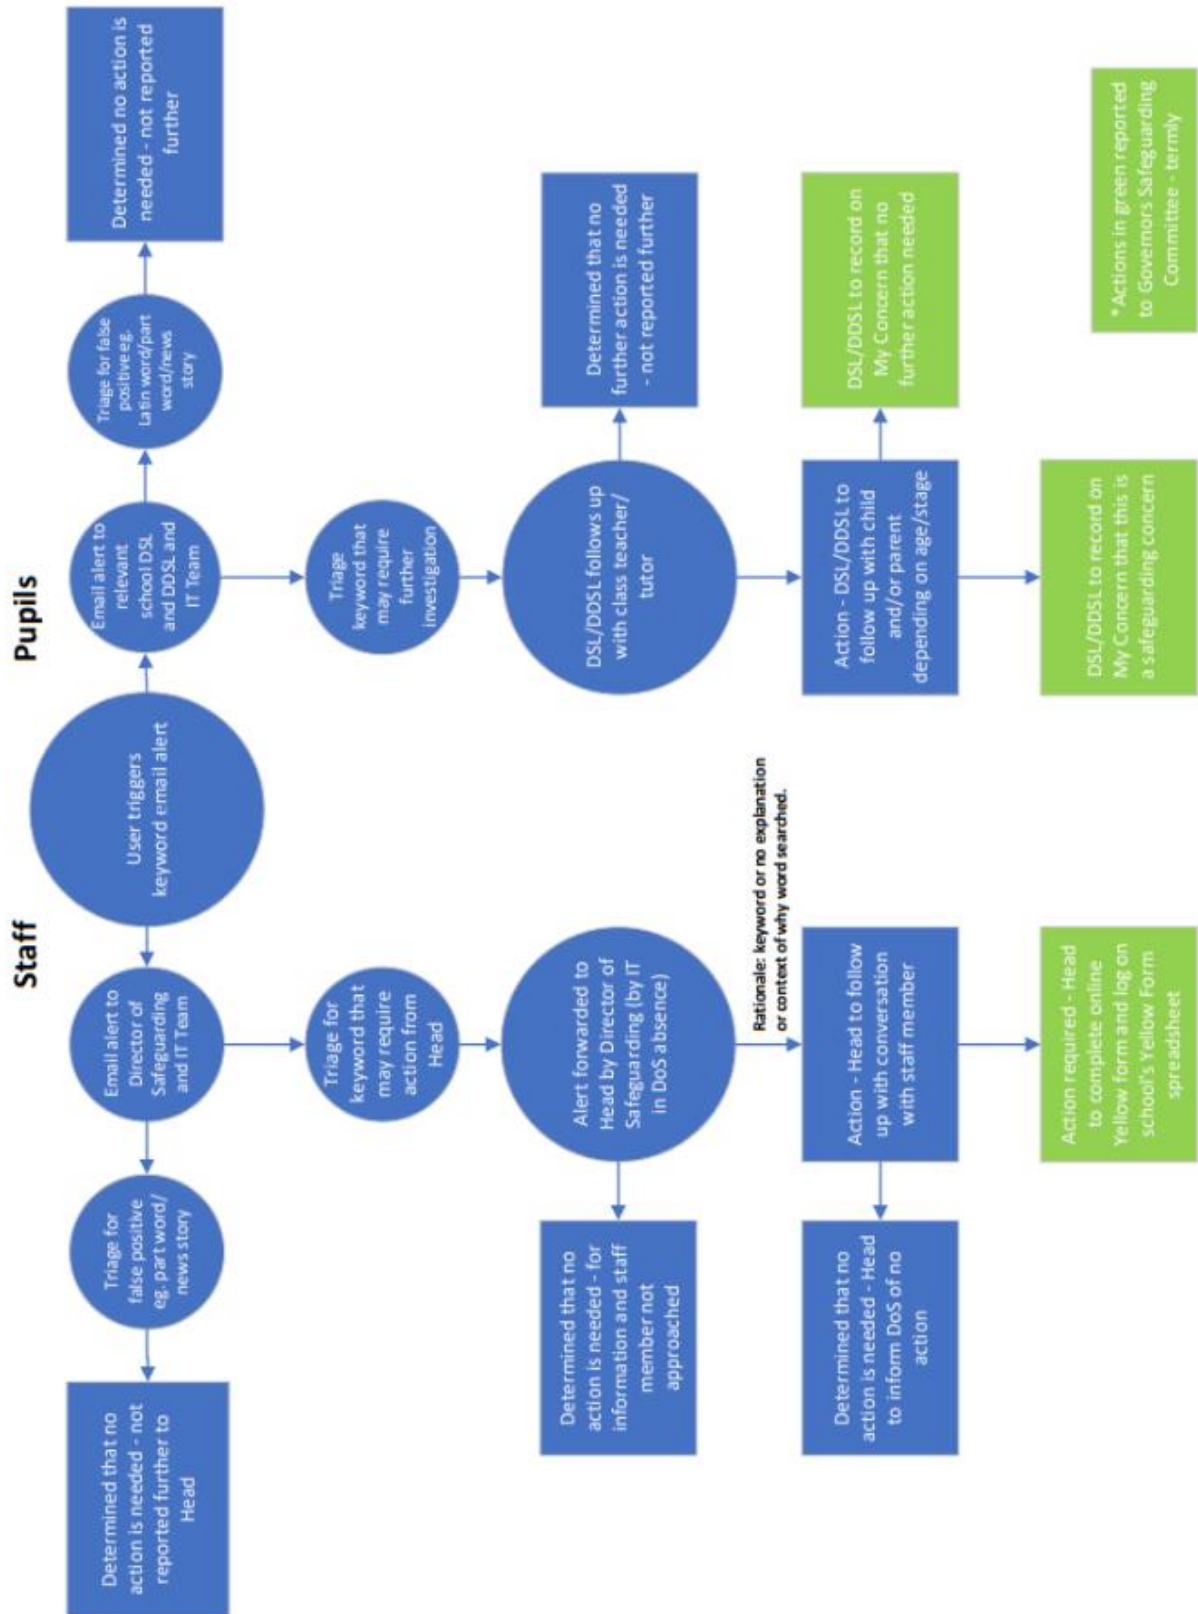 Staff
Pupils
User triggers
keyword email alert
Email alert to
Director of
Safeguarding
and IT Team
Triage for
false positive
eg. part word/
news story
Determined that no
action is needed - not
reported further to
Head
Triage for
keyword that
may require
action from
Head
Alert forwarded to
Head by Director of
Safeguarding (by IT
in DoS absence)
Determined that no
action is needed - for
information and staff
member not
approached
Rationale: keyword or no explanation
or context of why word searched.
Action - Head to follow
up with conversation
with staff member
Determined that no
action is needed - Head
to inform DoS of no
action
Action required - Head
to complete online
Yellow form and log on
school's Yellow Form
spreadsheet
Email alert to
relevant
school DSL
and DDSL and
IT Team
Triage for false
positive eg.
Latin word/part
word/news
story
Determined no action is
needed - not reported
further
Triage
keyword that
may require
further
investigation
DSL/DDSL follows up
with class teacher/
tutor
Determined that no
further action is needed
- not reported further
Action - DSL/DDSL to
follow up with child
and/or parent
depending on age/stage
DSL/DDSL to record on
My Concern that no
further action needed
DSL/DDSL to record on
My Concern that this is
a safeguarding concern
*Actions in green reported
to Governors Safeguarding
Committee - termly